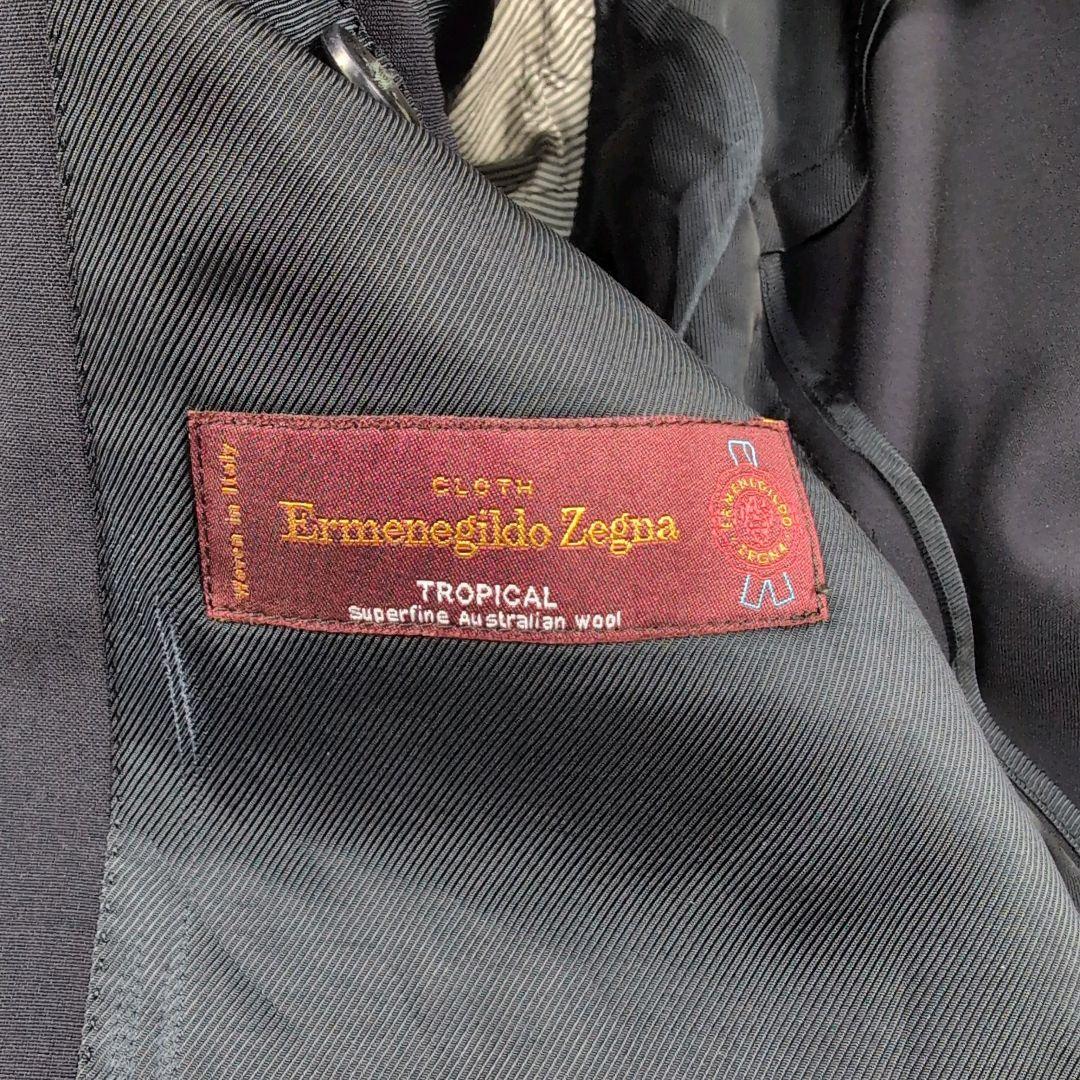 Woven in Italy
CLOTH
Ermenegildo Zegna
TROPICAL
Superfine Australian wool
ERMENEGILDO
ZEGNA